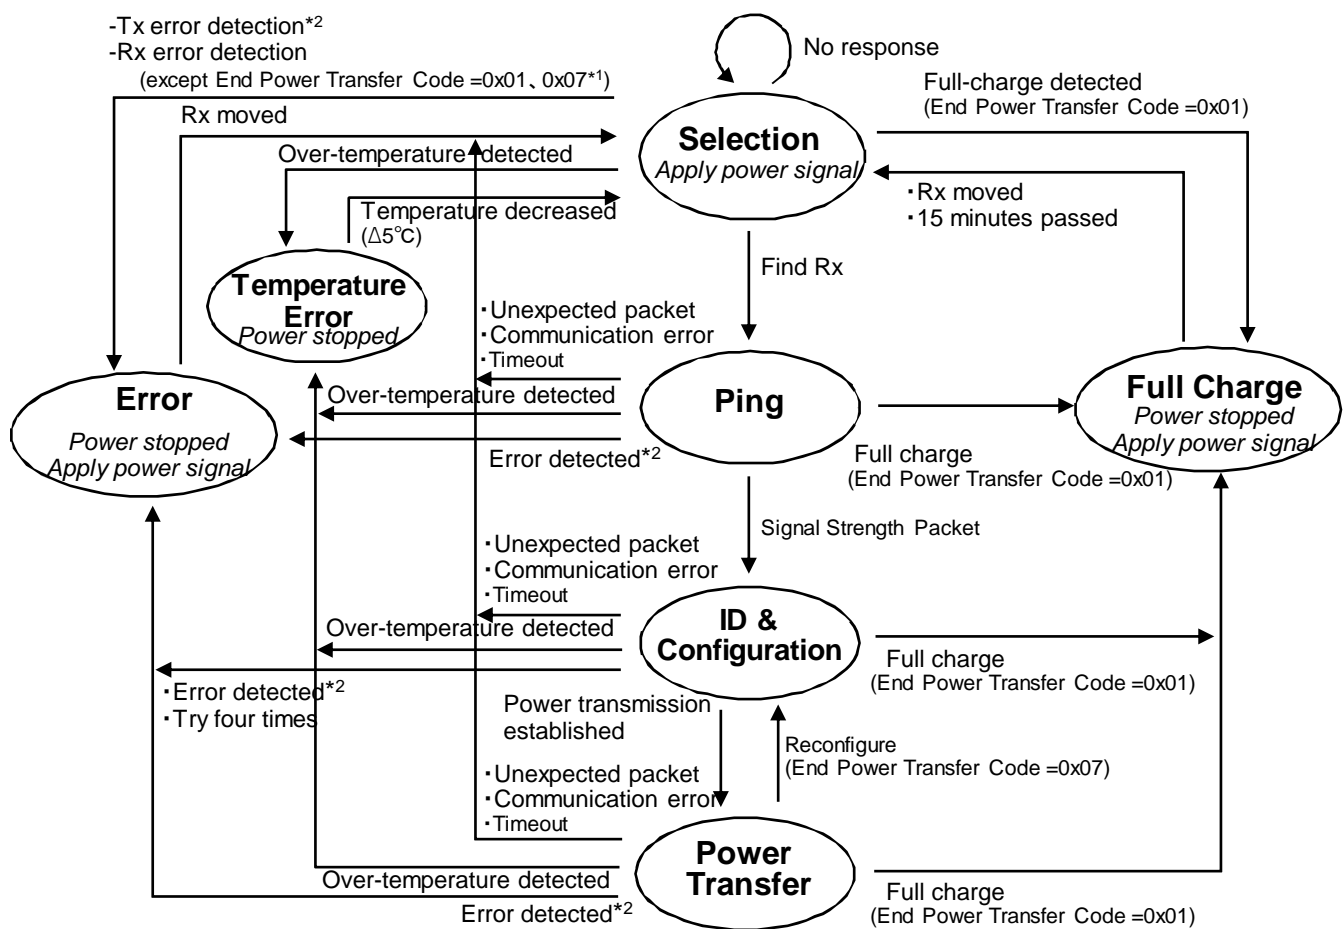 -Tx error detection*2
-Rx error detection
(except End Power Transfer Code =0x01、0x07*1)
No response
Full-charge detected
(End Power Transfer Code =0x01)
Rx moved
Selection
Apply power signal
Over-temperature detected
・Rx moved
・15 minutes passed
Temperature decreased
(Δ5℃)
Find Rx
Temperature
Error
Power stopped
・Unexpected packet
・Communication error
・Timeout
Over-temperature detected
Error
Power stopped
Apply power signal
Ping
Full Charge
Power stopped
Apply power signal
Error detected*2
Full charge
(End Power Transfer Code =0x01)
Signal Strength Packet
・Unexpected packet
・Communication error
・Timeout
ID &
Configuration
Over-temperature detected
Full charge
(End Power Transfer Code =0x01)
・Error detected*2
・Try four times
Power transmission
established
Reconfigure
(End Power Transfer Code =0x07)
・Unexpected packet
・Communication error
・Timeout
Power
Transfer
Over-temperature detected
Error detected*2
Full charge
(End Power Transfer Code =0x01)